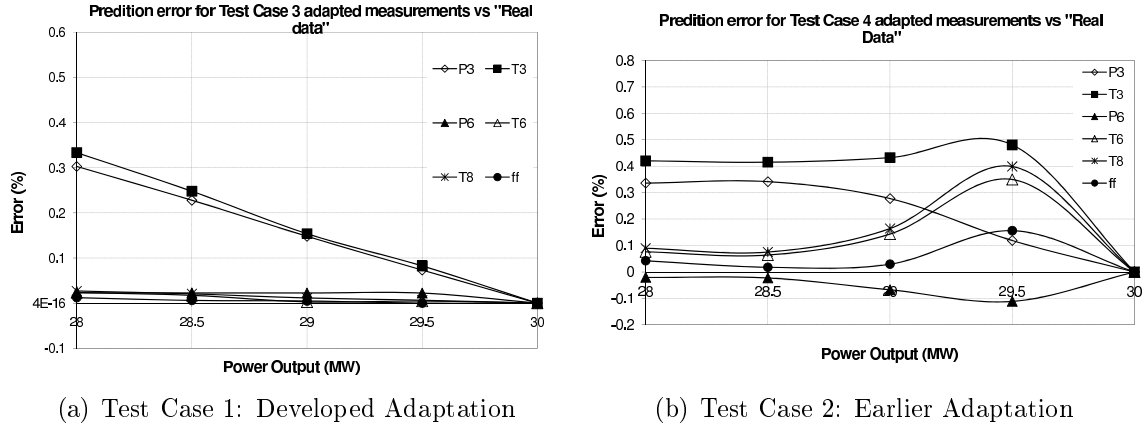 Predition error for Test Case 3 adapted measurements vs "Real
data"
0.6
0.5
0.4
0.3
0.2
0.1
4E-16
-0.1
28
28.5
29
29.5
30
Error (%)
Power Output (MW)
P3
T3
P6
T6
T8
ff
(a) Test Case 1: Developed Adaptation
Predition error for Test Case 4 adapted measurements vs "Real
Data"
0.8
0.7
0.6
0.5
0.4
0.3
0.2
0.1
0
-0.1
-0.2
28
28.5
29
29.5
30
Error (%)
Power Output (MW)
P3
T3
P6
T6
T8
ff
(b) Test Case 2: Earlier Adaptation